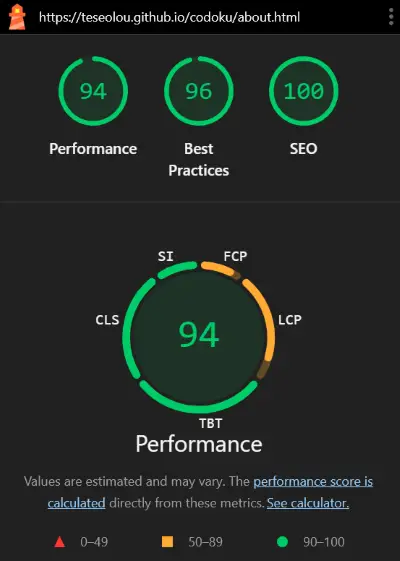 https://teseolou.github.io/codoku/about.html
94 96 100
Performance Best Practices SEO
SI FCP
CLS LCP
94
TBT
Performance
Values are estimated and may vary. The performance score is
calculated directly from these metrics. See calculator.
0–49 50–89 90–100